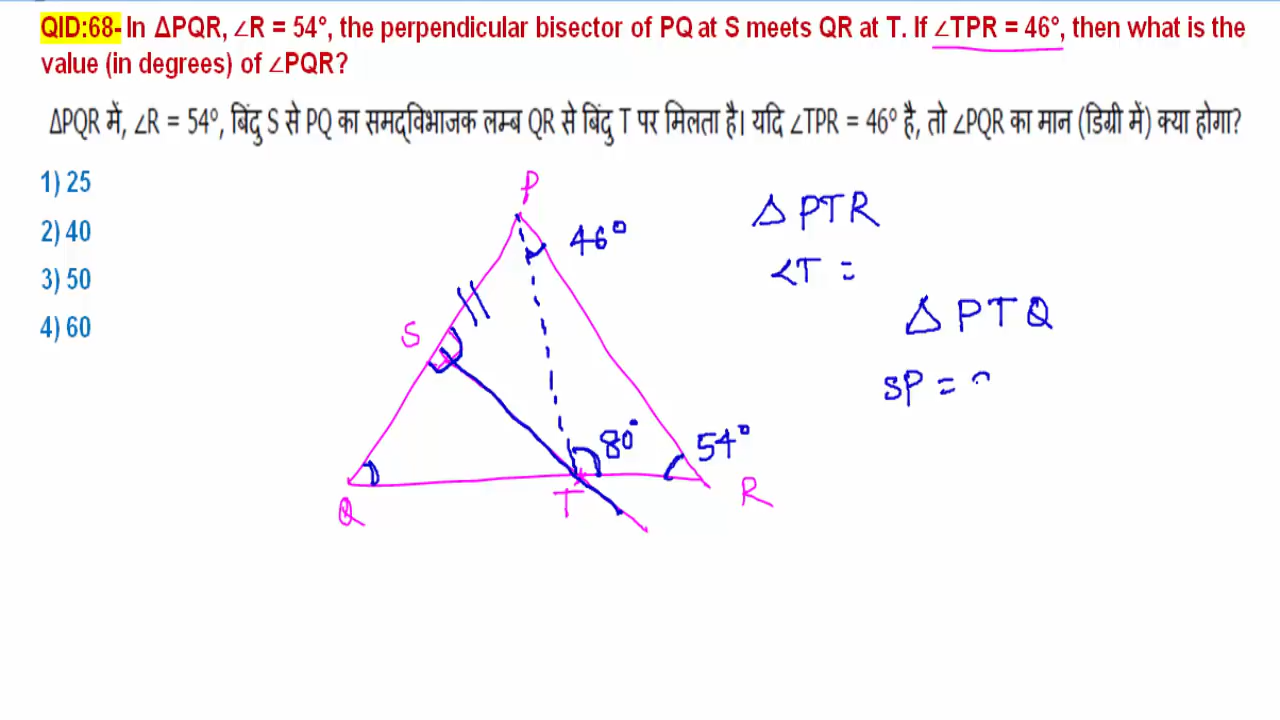 QID:68- In ΔPQR, ∠R = 54°, the perpendicular bisector of PQ at S meets QR at T. If ∠TPR = 46°, then what is the
value (in degrees) of ∠PQR?
ΔPQR में, ∠R = 54°, बिंदु S से PQ का समद्विभाजक लम्ब QR से बिंदु T पर मिलता है। यदि ∠TPR = 46° है, तो ∠PQR का मान (डिग्री में) क्या होगा?
1) 25
2) 40
3) 50
4) 60
P
46°
S
80°
54°
Q
T
R
Δ PTR
∠T =
Δ PTQ
SP =